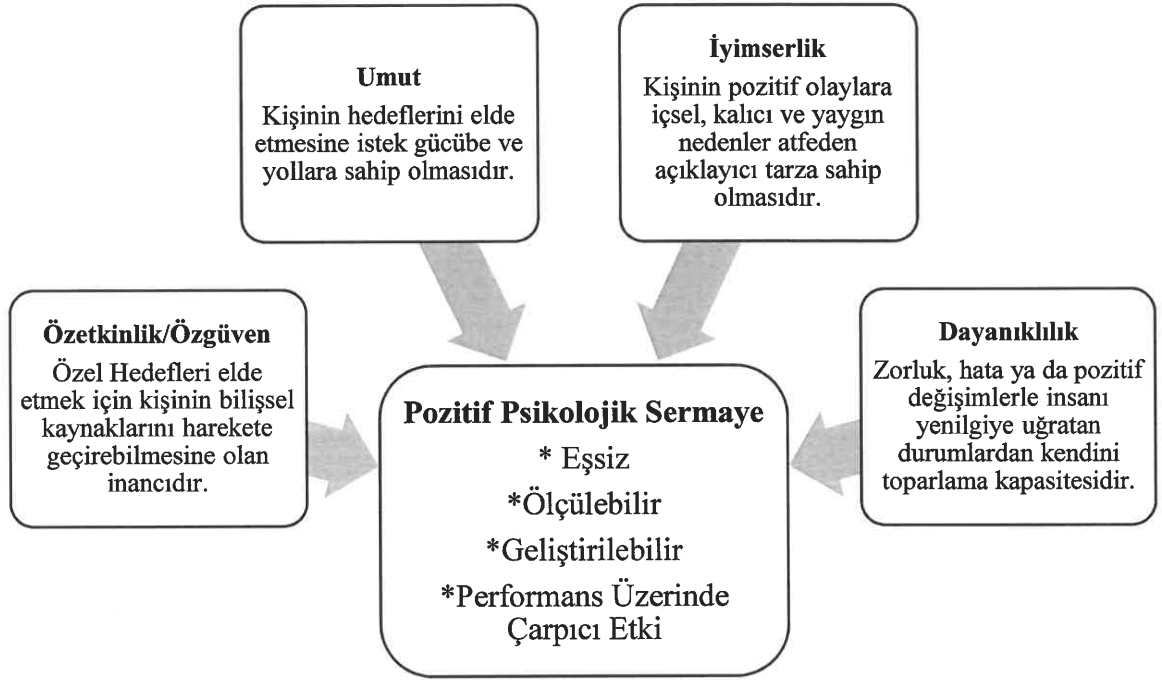 Umut
Kişinin hedeflerini elde
etmesine istek gücübe ve
yollara sahip olmasıdır.
İyimserlik
Kişinin pozitif olaylara
içsel, kalıcı ve yaygın
nedenler atfeden
açıklayıcı tarza sahip
olmasıdır.
Özetkinlik/Özgüven
Özel Hedefleri elde
etmek için kişinin bilişsel
kaynaklarını harekete
geçirebilmesine olan
inancıdır.
Dayanıklılık
Zorluk, hata ya da pozitif
değişimlerle insanı
yenilgiye uğratan
durumlardan kendini
toparlama kapasitesidir.
Pozitif Psikolojik Sermaye
* Eşsiz
*Ölçülebilir
*Geliştirilebilir
*Performans Üzerinde
Çarpıcı Etki